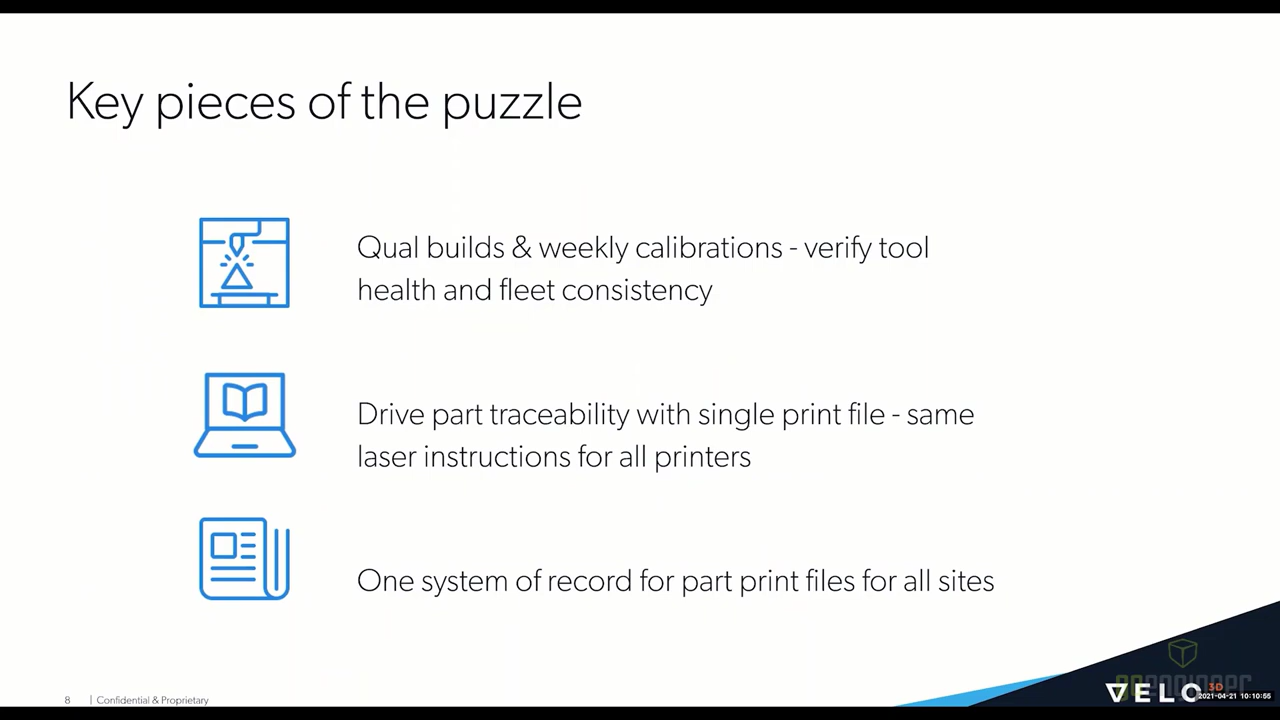 Key pieces of the puzzle
Qual builds & weekly calibrations - verify tool
health and fleet consistency
Drive part traceability with single print file - same
laser instructions for all printers
One system of record for part print files for all sites
8 | Confidential & Proprietary
VELO 3D
2021-04-21 10:10:55